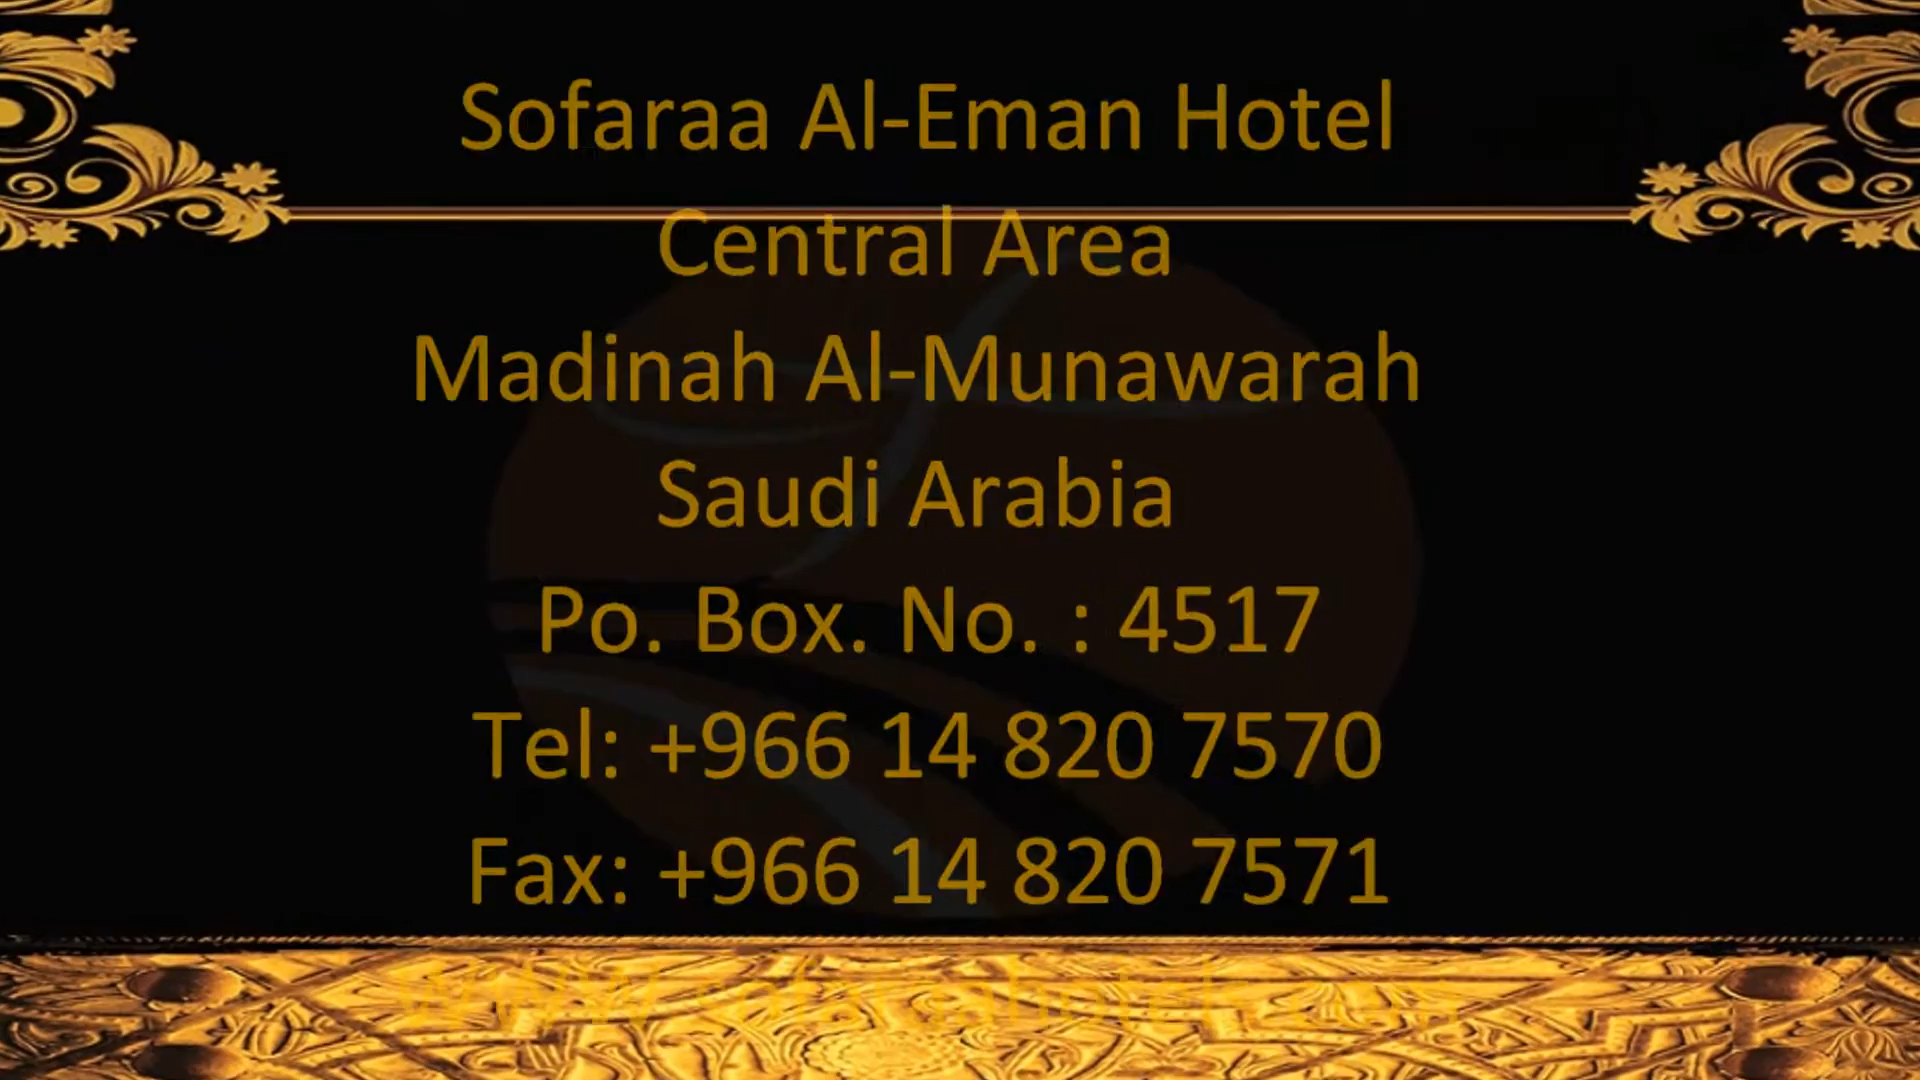 Sofaraa Al-Eman Hotel
Central Area
Madinah Al-Munawarah
Saudi Arabia
Po. Box. No. : 4517
Tel: +966 14 820 7570
Fax: +966 14 820 7571